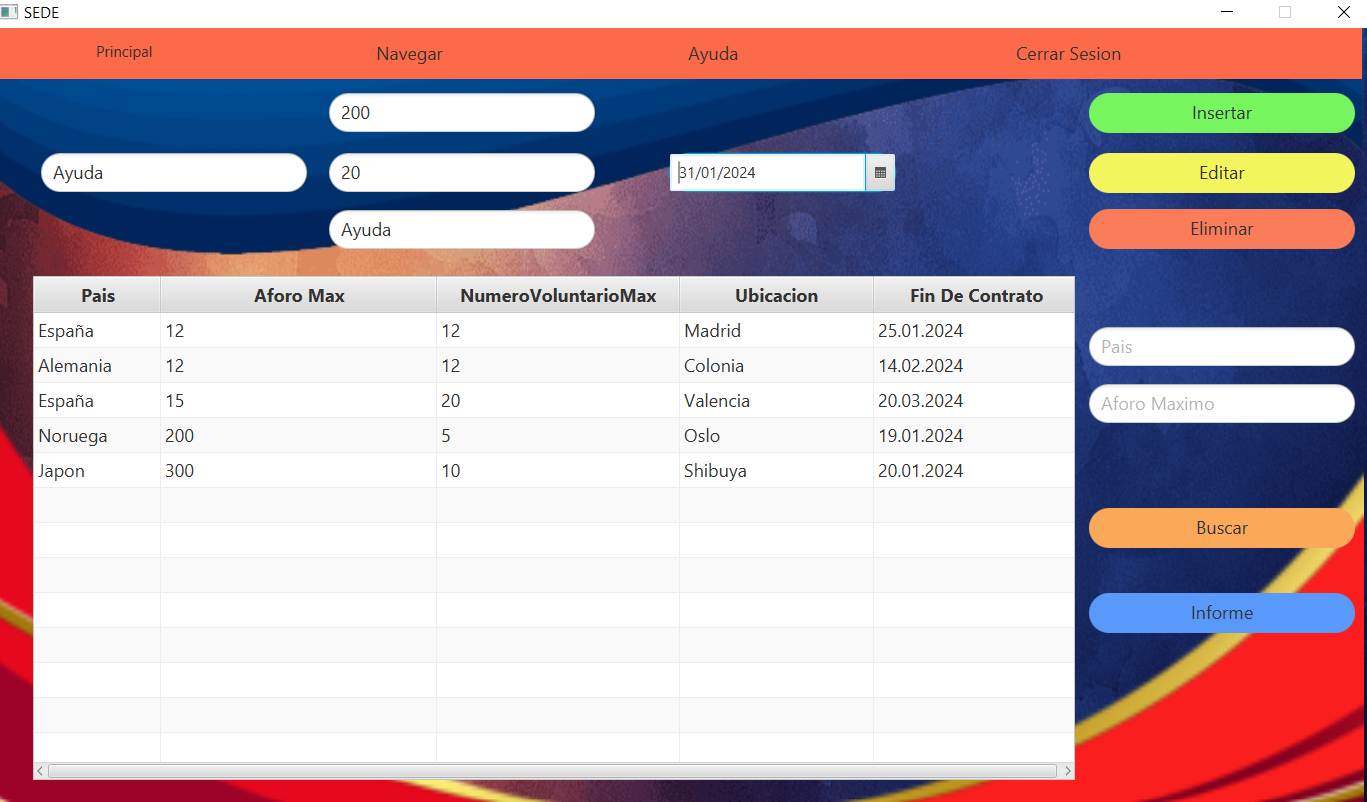 SEDE
Principal Navegar Ayuda Cerrar Sesion
200 Insertar
Ayuda 20 31/01/2024 Editar
Ayuda Eliminar
Pais Aforo Max NumeroVoluntarioMax Ubicacion Fin De Contrato
España 12 12 Madrid 25.01.2024
Alemania 12 12 Colonia 14.02.2024
España 15 20 Valencia 20.03.2024
Noruega 200 5 Oslo 19.01.2024
Japon 300 10 Shibuya 20.01.2024
Pais
Aforo Maximo
Buscar
Informe